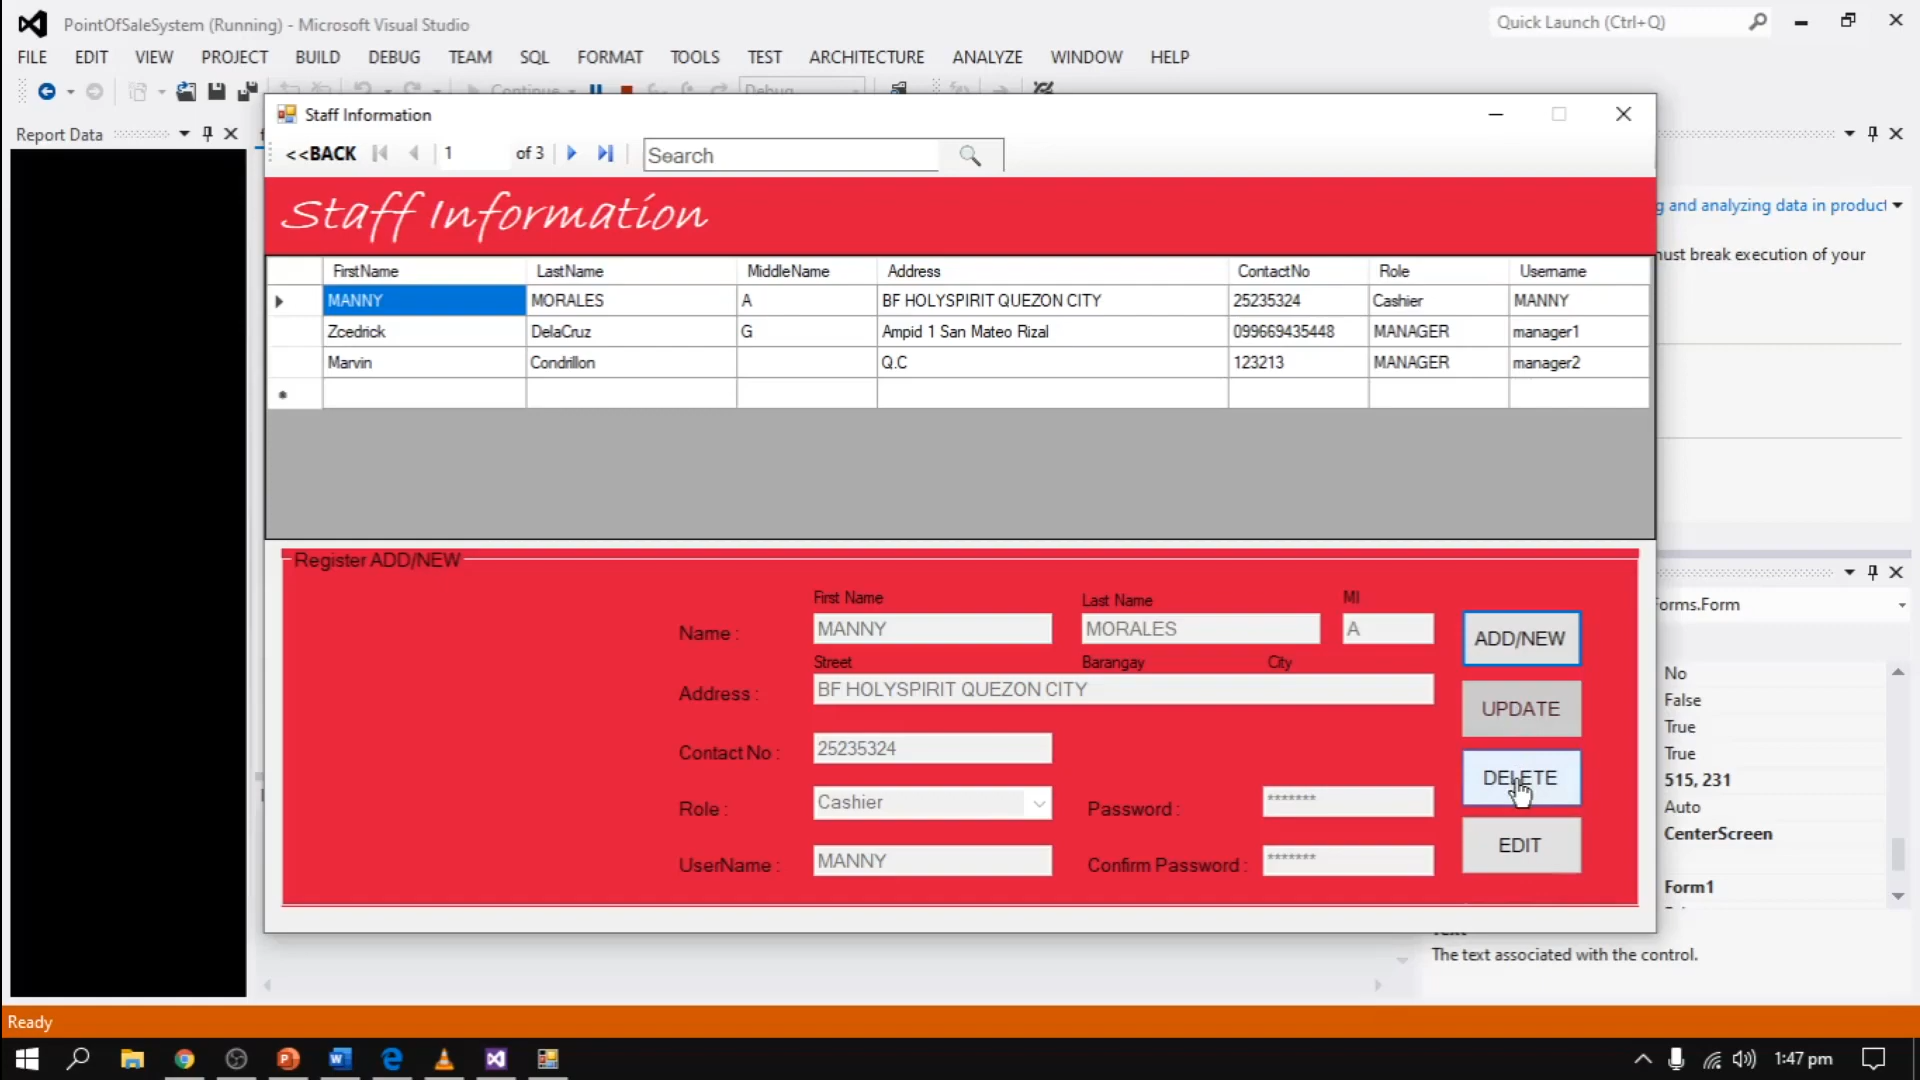 PointOfSaleSystem (Running) - Microsoft Visual Studio
Quick Launch (Ctrl+Q)
FILE EDIT VIEW PROJECT BUILD DEBUG TEAM SQL FORMAT TOOLS TEST ARCHITECTURE ANALYZE WINDOW HELP
Continue Debug
Report Data
Staff Information
<<BACK 1 of 3 Search
Staff Information
FirstName LastName MiddleName Address ContactNo Role Username
MANNY MORALES A BF HOLYSPIRIT QUEZON CITY 25235324 Cashier MANNY
Zcedrick DelaCruz G Ampid 1 San Mateo Rizal 099669435448 MANAGER manager1
Marvin Condrillon Q.C 123213 MANAGER manager2
g and analyzing data in product
must break execution of your
Register ADD/NEW
First Name Last Name MI
Name : MANNY MORALES A
Street Barangay City
Address : BF HOLYSPIRIT QUEZON CITY
Contact No : 25235324
Role : Cashier Password : *******
UserName : MANNY Confirm Password : *******
ADD/NEW
UPDATE
DELETE
EDIT
Forms.Form
No
False
True
True
515, 231
Auto
CenterScreen
Form1
Text
The text associated with the control.
Ready
1:47 pm